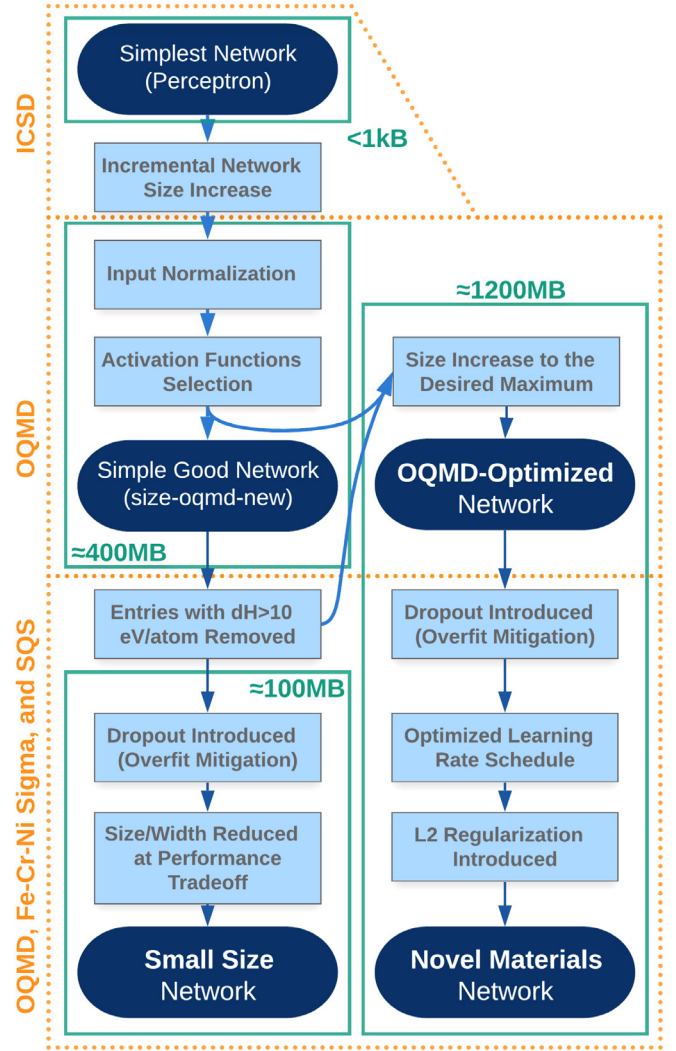 ICSD
Simplest Network
(Perceptron)
<1kB
Incremental Network
Size Increase
OQMD
Input Normalization
Activation Functions
Selection
Simple Good Network
(size-oqmd-new)
≈400MB
≈1200MB
Size Increase to the
Desired Maximum
OQMD-Optimized
Network
OQMD, Fe-Cr-Ni Sigma, and SQS
Entries with dH>10
eV/atom Removed
≈100MB
Dropout Introduced
(Overfit Mitigation)
Size/Width Reduced
at Performance
Tradeoff
Small Size
Network
Dropout Introduced
(Overfit Mitigation)
Optimized Learning
Rate Schedule
L2 Regularization
Introduced
Novel Materials
Network